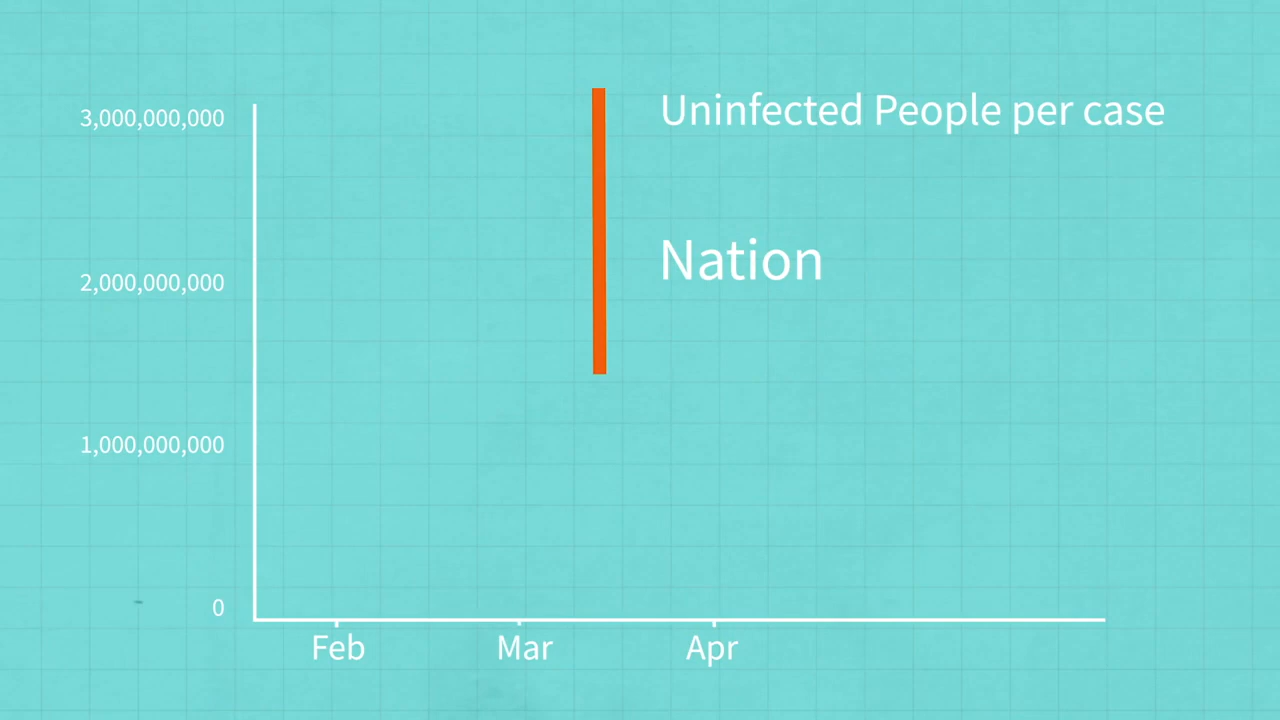 Uninfected People per case
Nation
3,000,000,000
2,000,000,000
1,000,000,000
0
Feb Mar Apr